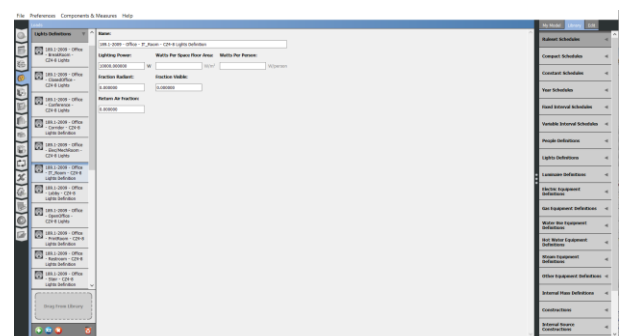 File Preferences Components & Measures Help
Loads
My Model Library Edit
Lights Definitions
189.1-2009 - Office
- BreakRoom -
CZ4-8 Lights
189.1-2009 - Office
- ClosedOffice -
CZ4-8 Lights
189.1-2009 - Office
- Conference -
CZ4-8 Lights
189.1-2009 - Office
- Corridor - CZ4-8
Lights Definition
189.1-2009 - Office
- Elec/MechRoom -
CZ4-8 Lights
189.1-2009 - Office
- IT_Room - CZ4-8
Lights Definition
189.1-2009 - Office
- Lobby - CZ4-8
Lights Definition
189.1-2009 - Office
- OpenOffice -
CZ4-8 Lights
189.1-2009 - Office
- PrintRoom - CZ4-8
Lights Definition
189.1-2009 - Office
- Restroom - CZ4-8
Lights Definition
189.1-2009 - Office
- Stair - CZ4-8
Lights Definition
Drag From Library
Name:
189.1-2009 - Office - IT_Room - CZ4-8 Lights Definition
Lighting Power: Watts Per Space Floor Area: Watts Per Person:
W W/m² W/person
Fraction Radiant: Fraction Visible:
0.000000
Return Air Fraction:
Ruleset Schedules
Compact Schedules
Constant Schedules
Year Schedules
Fixed Interval Schedules
Variable Interval Schedules
People Definitions
Lights Definitions
Luminaire Definitions
Electric Equipment
Definitions
Gas Equipment Definitions
Water Use Equipment
Definitions
Hot Water Equipment
Definitions
Steam Equipment
Definitions
Other Equipment Definitions
Internal Mass Definitions
Constructions
Internal Source
Constructions